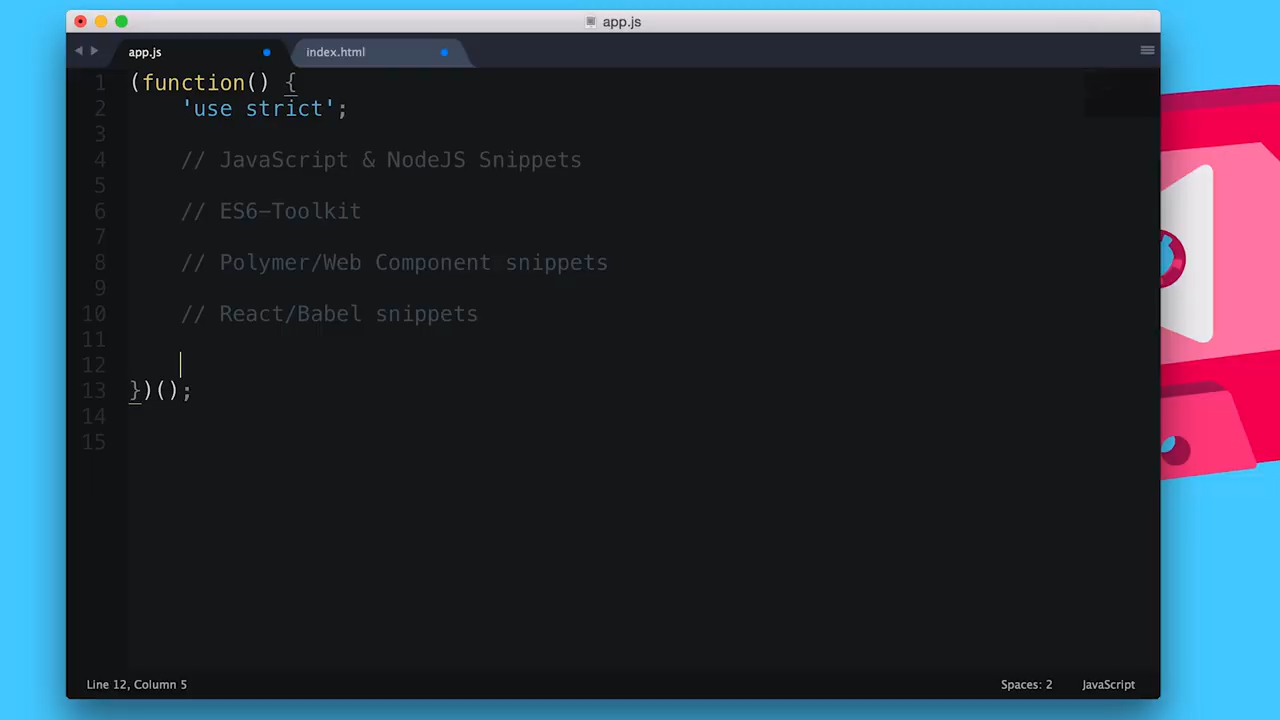 app.js
app.js
index.html
1 (function() {
2 'use strict';
3
4 // JavaScript & NodeJS Snippets
5
6 // ES6-Toolkit
7
8 // Polymer/Web Component snippets
9
10 // React/Babel snippets
11
12
13 })();
14
15
Line 12, Column 5
Spaces: 2
JavaScript